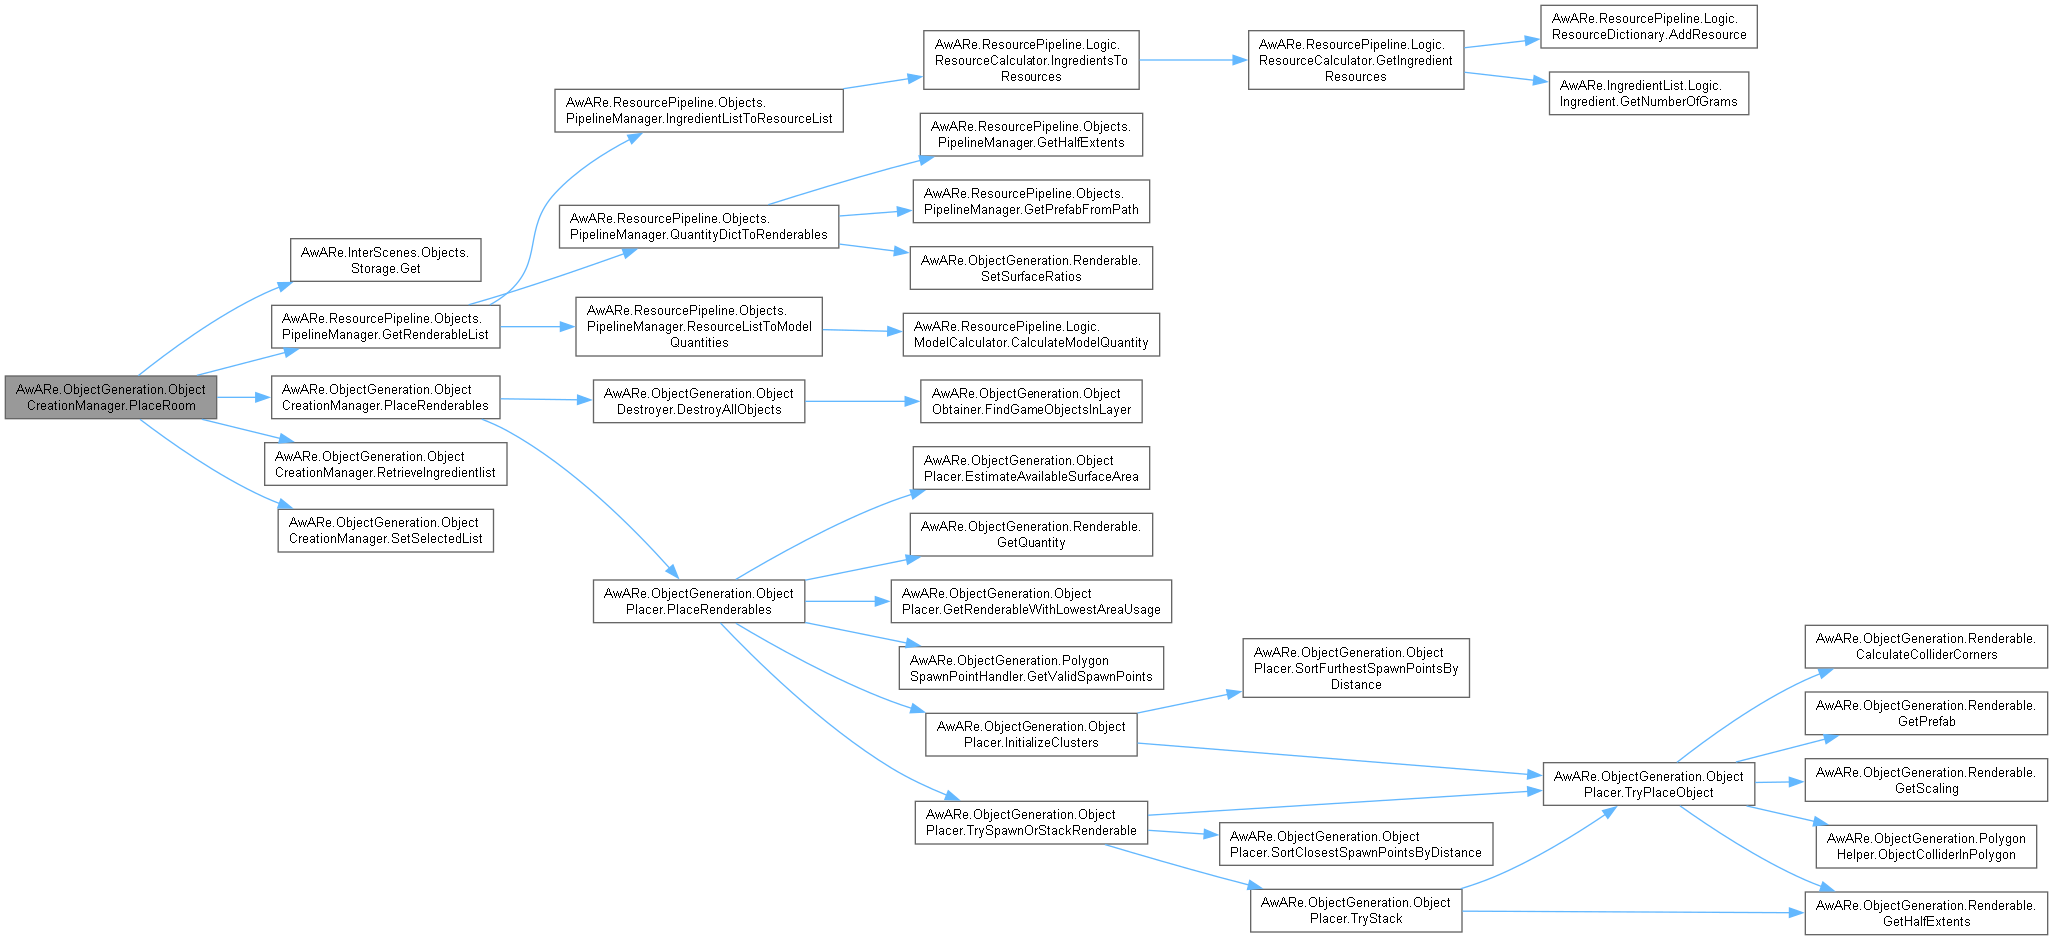 AwARe.ObjectGeneration.Object
CreationManager.PlaceRoom
AwARe.InterScenes.Objects.
Storage.Get
AwARe.ResourcePipeline.Objects.
PipelineManager.GetRenderableList
AwARe.ObjectGeneration.Object
CreationManager.PlaceRenderables
AwARe.ObjectGeneration.Object
CreationManager.RetrieveIngredientlist
AwARe.ObjectGeneration.Object
CreationManager.SetSelectedList
AwARe.ResourcePipeline.Objects.
PipelineManager.IngredientListToResourceList
AwARe.ResourcePipeline.Objects.
PipelineManager.QuantityDictToRenderables
AwARe.ResourcePipeline.Objects.
PipelineManager.ResourceListToModel
Quantities
AwARe.ObjectGeneration.Object
Destroyer.DestroyAllObjects
AwARe.ObjectGeneration.Object
Placer.PlaceRenderables
AwARe.ResourcePipeline.Logic.
ResourceCalculator.IngredientsTo
Resources
AwARe.ResourcePipeline.Objects.
PipelineManager.GetHalfExtents
AwARe.ResourcePipeline.Objects.
PipelineManager.GetPrefabFromPath
AwARe.ObjectGeneration.Renderable.
SetSurfaceRatios
AwARe.ResourcePipeline.Logic.
ModelCalculator.CalculateModelQuantity
AwARe.ObjectGeneration.Object
Obtainer.FindGameObjectsInLayer
AwARe.ObjectGeneration.Object
Placer.EstimateAvailableSurfaceArea
AwARe.ObjectGeneration.Renderable.
GetQuantity
AwARe.ObjectGeneration.Object
Placer.GetRenderableWithLowestAreaUsage
AwARe.ObjectGeneration.Polygon
SpawnPointHandler.GetValidSpawnPoints
AwARe.ObjectGeneration.Object
Placer.InitializeClusters
AwARe.ObjectGeneration.Object
Placer.TrySpawnOrStackRenderable
AwARe.ResourcePipeline.Logic.
ResourceCalculator.GetIngredient
Resources
AwARe.ObjectGeneration.Object
Placer.SortFurthestSpawnPointsBy
Distance
AwARe.ObjectGeneration.Object
Placer.SortClosestSpawnPointsByDistance
AwARe.ObjectGeneration.Object
Placer.TryStack
AwARe.ResourcePipeline.Logic.
ResourceDictionary.AddResource
AwARe.IngredientList.Logic.
Ingredient.GetNumberOfGrams
AwARe.ObjectGeneration.Object
Placer.TryPlaceObject
AwARe.ObjectGeneration.Renderable.
CalculateColliderCorners
AwARe.ObjectGeneration.Renderable.
GetPrefab
AwARe.ObjectGeneration.Renderable.
GetScaling
AwARe.ObjectGeneration.Polygon
Helper.ObjectColliderInPolygon
AwARe.ObjectGeneration.Renderable.
GetHalfExtents